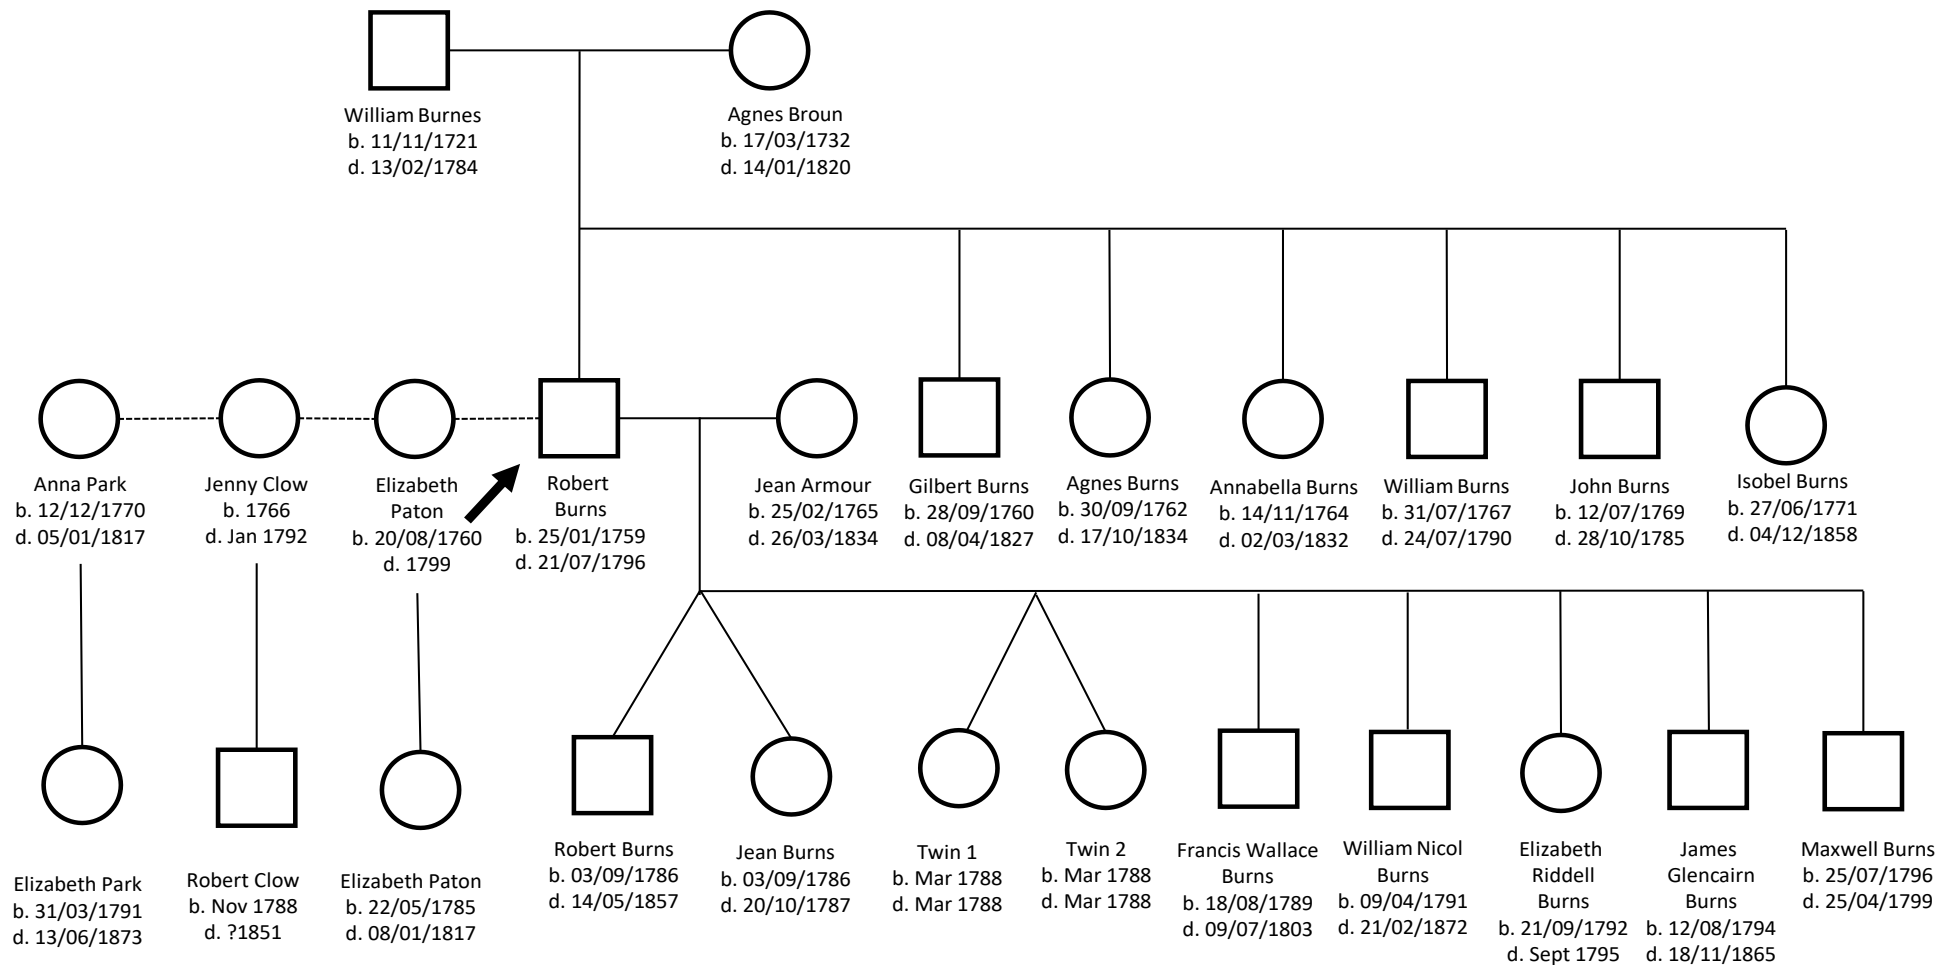 William Burnes
b. 11/11/1721
d. 13/02/1784
Agnes Broun
b. 17/03/1732
d. 14/01/1820
Anna Park
b. 12/12/1770
d. 05/01/1817
Jenny Clow
b. 1766
d. Jan 1792
Elizabeth
Paton
b. 20/08/1760
d. 1799
Robert
Burns
b. 25/01/1759
d. 21/07/1796
Jean Armour
b. 25/02/1765
d. 26/03/1834
Gilbert Burns
b. 28/09/1760
d. 08/04/1827
Agnes Burns
b. 30/09/1762
d. 17/10/1834
Annabella Burns
b. 14/11/1764
d. 02/03/1832
William Burns
b. 31/07/1767
d. 24/07/1790
John Burns
b. 12/07/1769
d. 28/10/1785
Isobel Burns
b. 27/06/1771
d. 04/12/1858
Elizabeth Park
b. 31/03/1791
d. 13/06/1873
Robert Clow
b. Nov 1788
d. ?1851
Elizabeth Paton
b. 22/05/1785
d. 08/01/1817
Robert Burns
b. 03/09/1786
d. 14/05/1857
Jean Burns
b. 03/09/1786
d. 20/10/1787
Twin 1
b. Mar 1788
d. Mar 1788
Twin 2
b. Mar 1788
d. Mar 1788
Francis Wallace
Burns
b. 18/08/1789
d. 09/07/1803
William Nicol
Burns
b. 09/04/1791
d. 21/02/1872
Elizabeth
Riddell
Burns
b. 21/09/1792
d. Sept 1795
James
Glencairn
Burns
b. 12/08/1794
d. 18/11/1865
Maxwell Burns
b. 25/07/1796
d. 25/04/1799